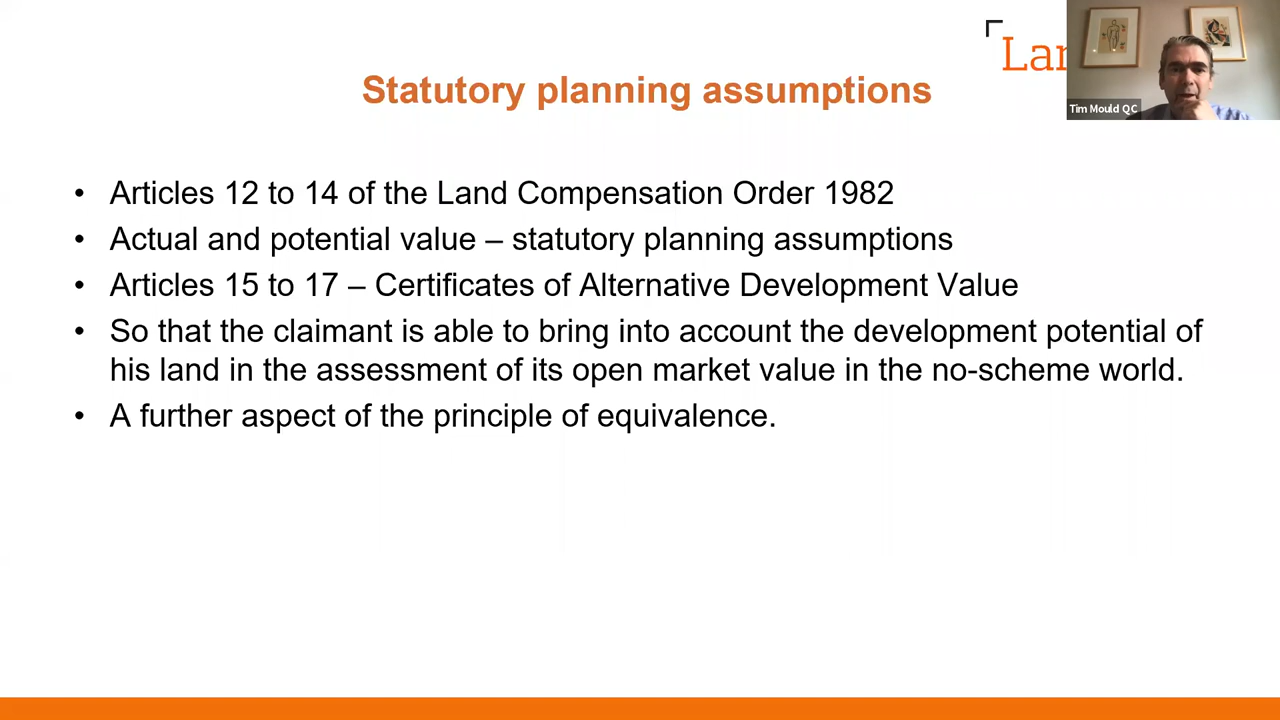 Statutory planning assumptions
Tim Mould QC
• Articles 12 to 14 of the Land Compensation Order 1982
• Actual and potential value – statutory planning assumptions
• Articles 15 to 17 – Certificates of Alternative Development Value
• So that the claimant is able to bring into account the development potential of
his land in the assessment of its open market value in the no-scheme world.
• A further aspect of the principle of equivalence.